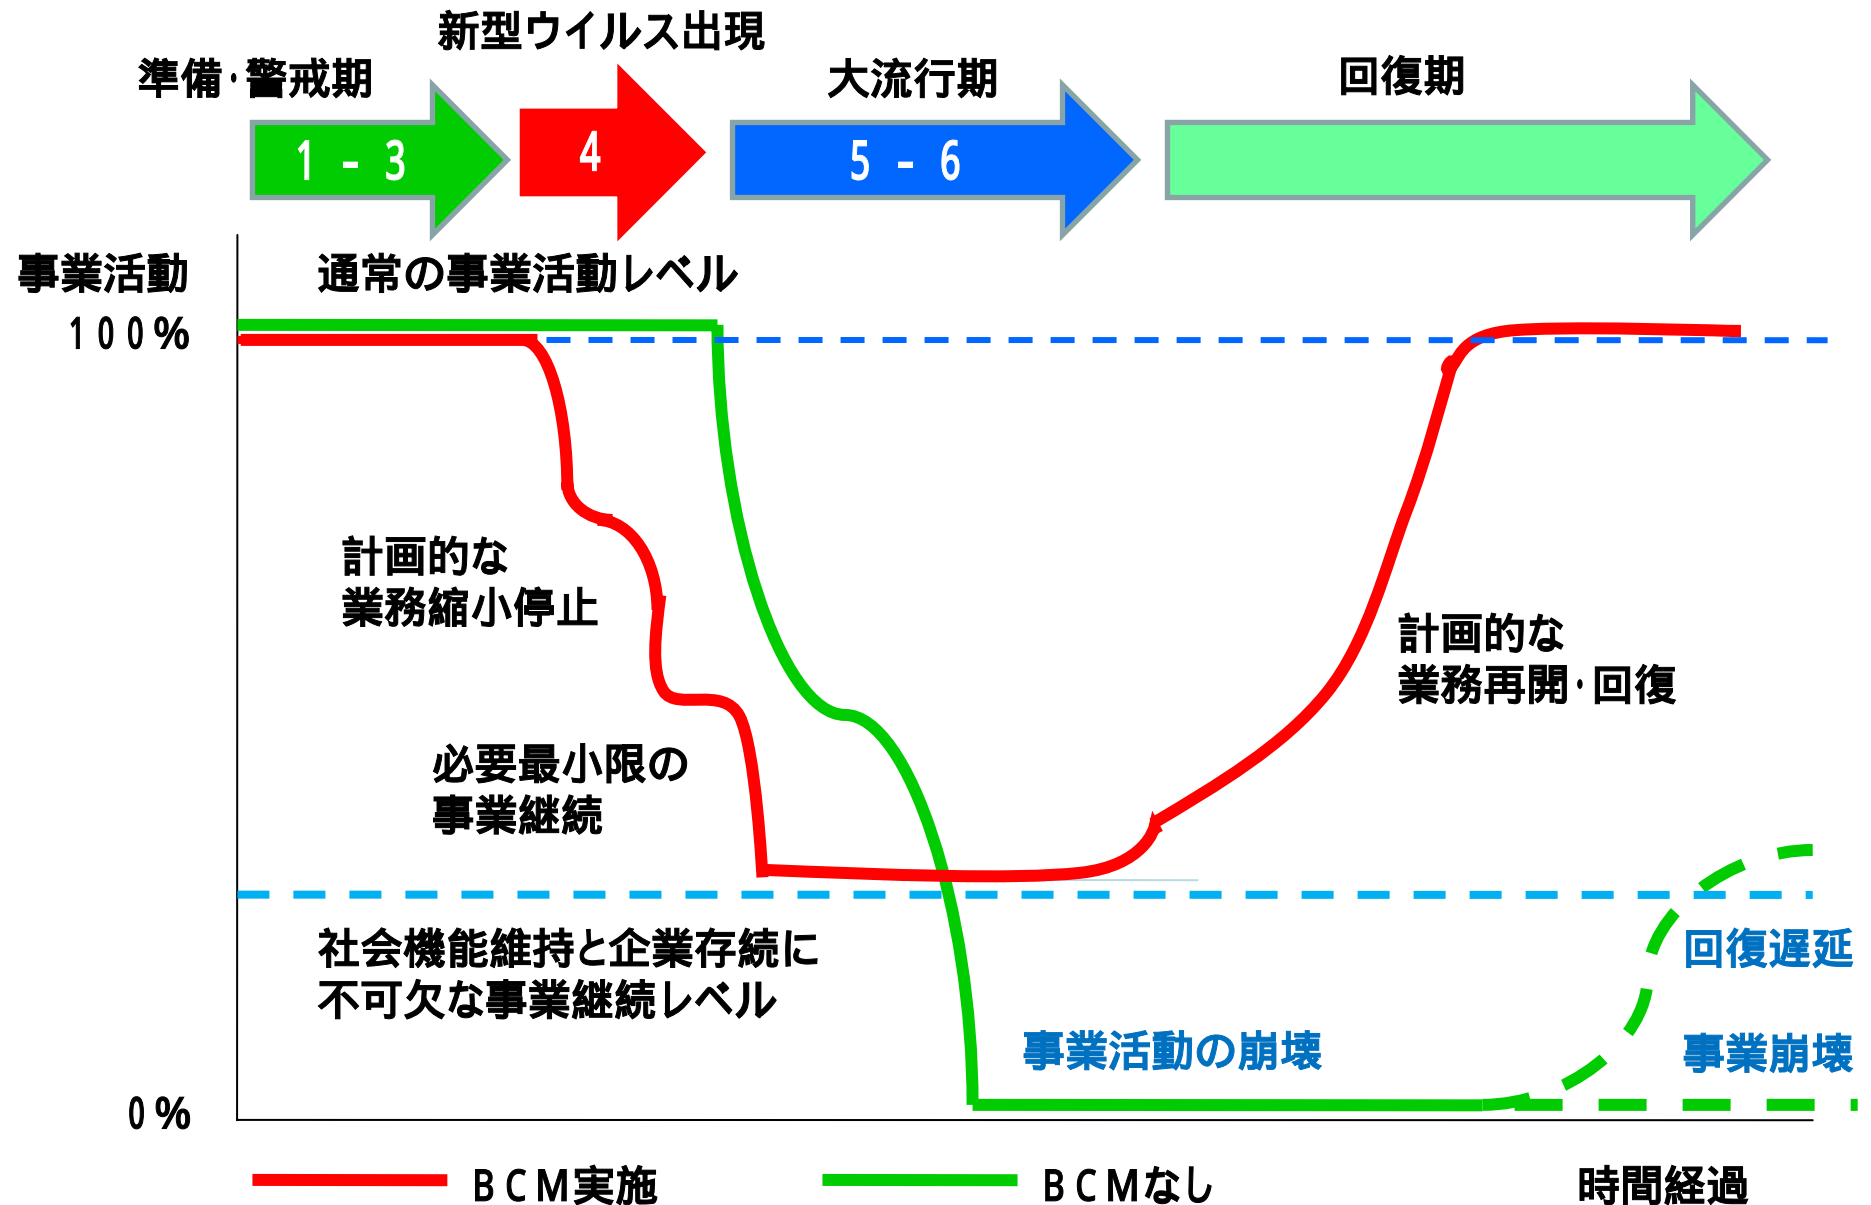 新型ウイルス出現
準備・警戒期
大流行期
回復期
1－3
4
5－6
事業活動
通常の事業活動レベル
100%
計画的な
業務縮小停止
計画的な
業務再開・回復
必要最小限の
事業継続
社会機能維持と企業存続に
不可欠な事業継続レベル
回復遅延
事業活動の崩壊
事業崩壊
0%
BCM実施
BCMなし
時間経過